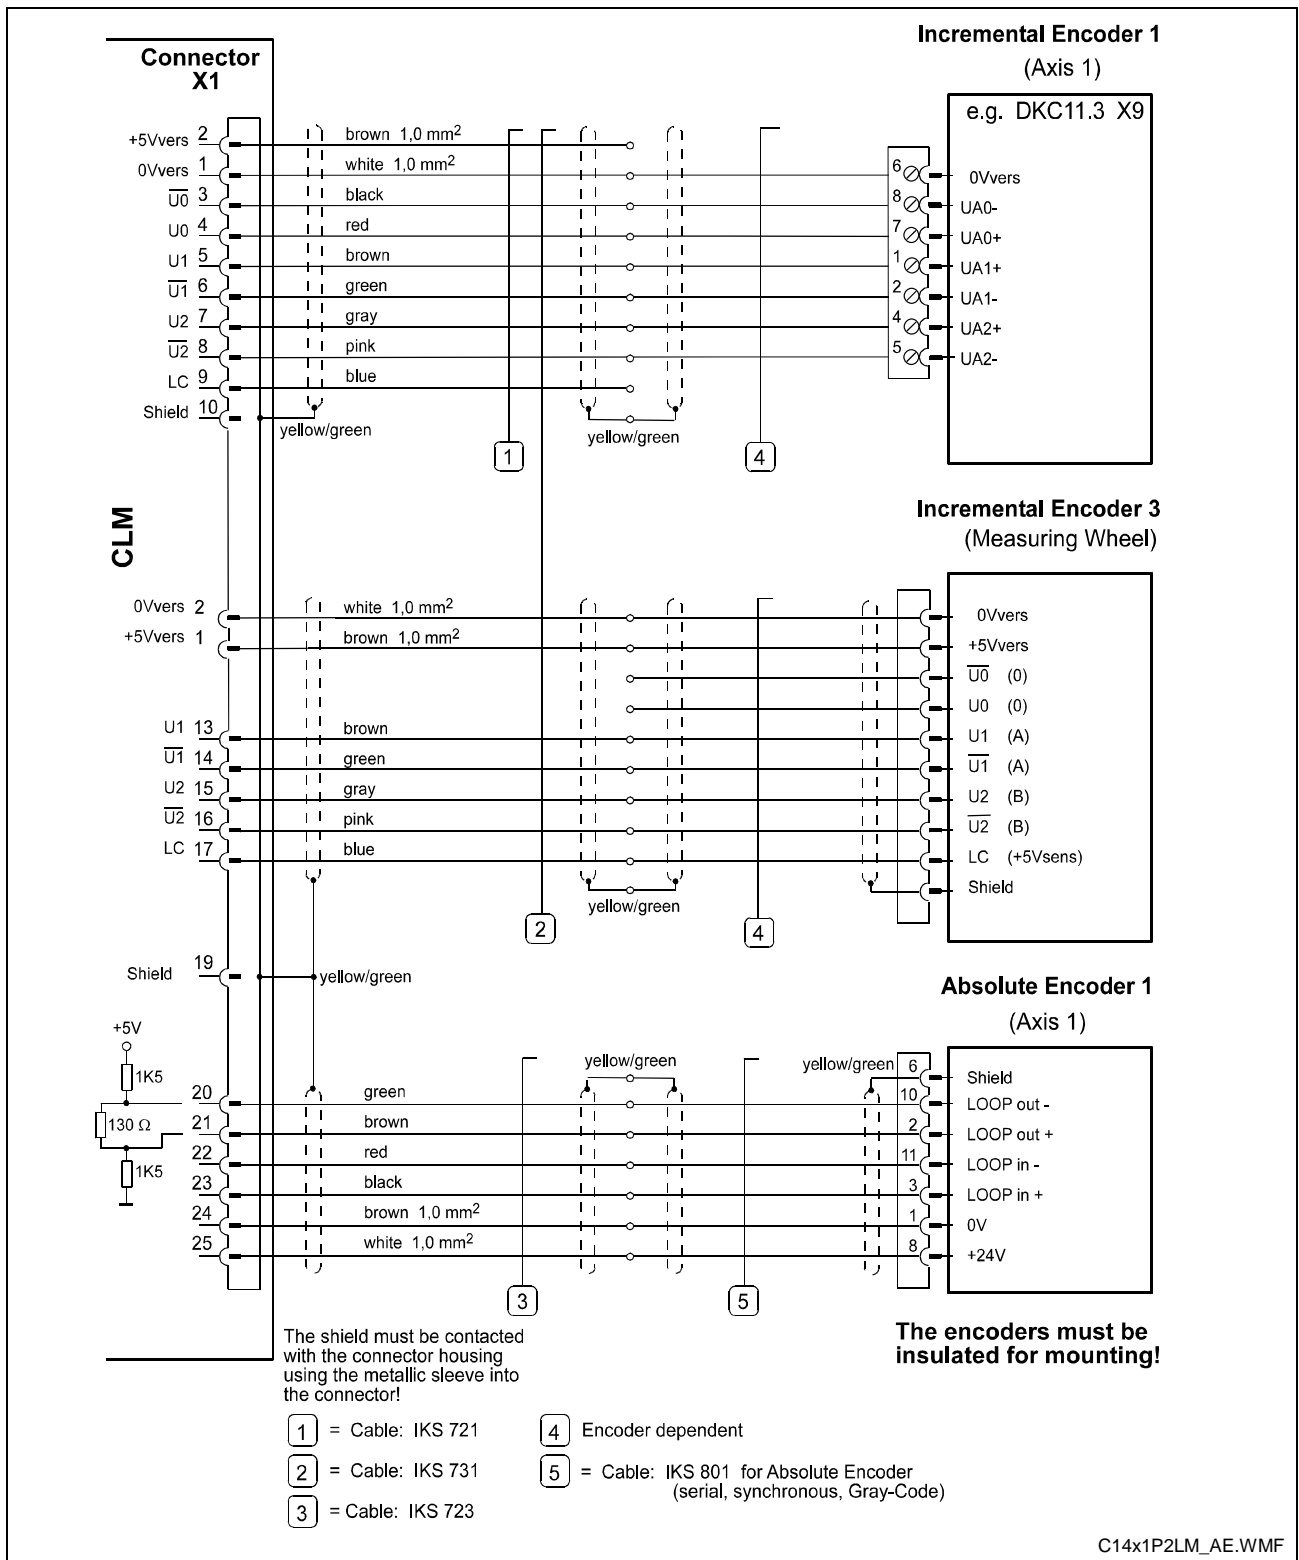 Incremental Encoder 1
(Axis 1)
Connector
X1
e.g. DKC11.3 X9
+5Vvers 2 brown 1,0 mm²
0Vvers 1 white 1,0 mm² 6 0Vvers
U̅0̅ 3 black 8 UA0-
U0 4 red 7 UA0+
U1 5 brown 1 UA1+
U̅1̅ 6 green 2 UA1-
U2 7 gray 4 UA2+
U̅2̅ 8 pink 5 UA2-
LC 9 blue
Shield 10
yellow/green yellow/green
1 4
CLM
Incremental Encoder 3
(Measuring Wheel)
0Vvers 2 white 1,0 mm² 0Vvers
+5Vvers 1 brown 1,0 mm² +5Vvers
U̅0̅ (0)
U0 (0)
U1 13 brown U1 (A)
U̅1̅ 14 green U̅1̅ (A)
U2 15 gray U2 (B)
U̅2̅ 16 pink U̅2̅ (B)
LC 17 blue LC (+5Vsens)
Shield
yellow/green
2 4
Shield 19 yellow/green
Absolute Encoder 1
(Axis 1)
+5V
1K5
130 Ω
1K5
yellow/green yellow/green 6 Shield
20 green 10 LOOP out -
21 brown 2 LOOP out +
22 red 11 LOOP in -
23 black 3 LOOP in +
24 brown 1,0 mm² 1 0V
25 white 1,0 mm² 8 +24V
3 5
The shield must be contacted
with the connector housing
using the metallic sleeve into
the connector!
The encoders must be
insulated for mounting!
1 = Cable: IKS 721
2 = Cable: IKS 731
3 = Cable: IKS 723
4 Encoder dependent
5 = Cable: IKS 801 for Absolute Encoder
(serial, synchronous, Gray-Code)
C14x1P2LM_AE.WMF